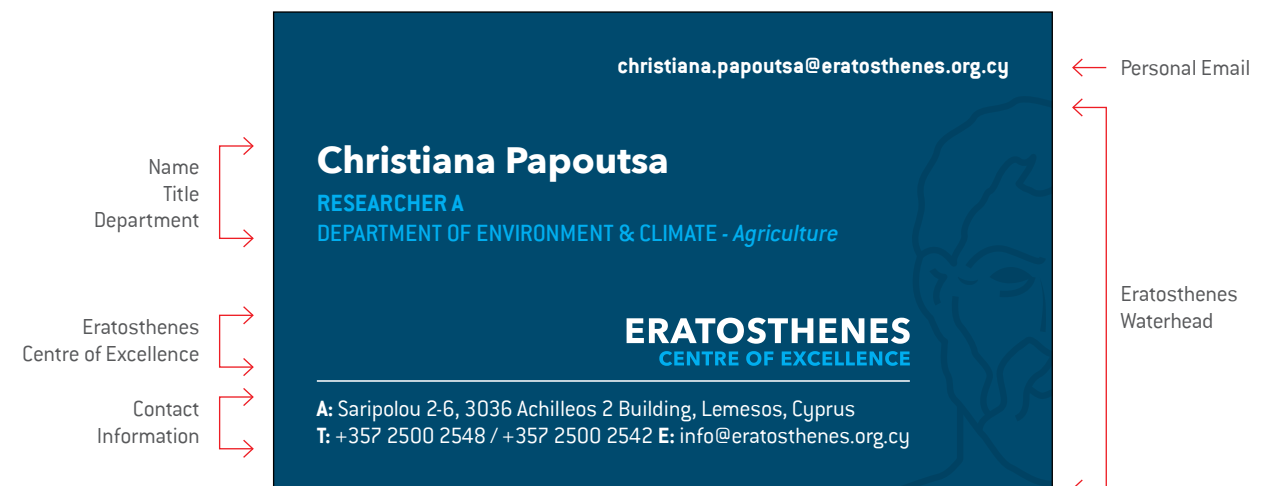 christiana.papoutsa@eratosthenes.org.cy
Personal Email
Name
Title
Department
Christiana Papoutsa
RESEARCHER A
DEPARTMENT OF ENVIRONMENT & CLIMATE - Agriculture
Eratosthenes
Waterhead
Eratosthenes
Centre of Excellence
ERATOSTHENES
CENTRE OF EXCELLENCE
Contact
Information
A: Saripolou 2-6, 3036 Achilleos 2 Building, Lemesos, Cyprus
T: +357 2500 2548 / +357 2500 2542 E: info@eratosthenes.org.cy